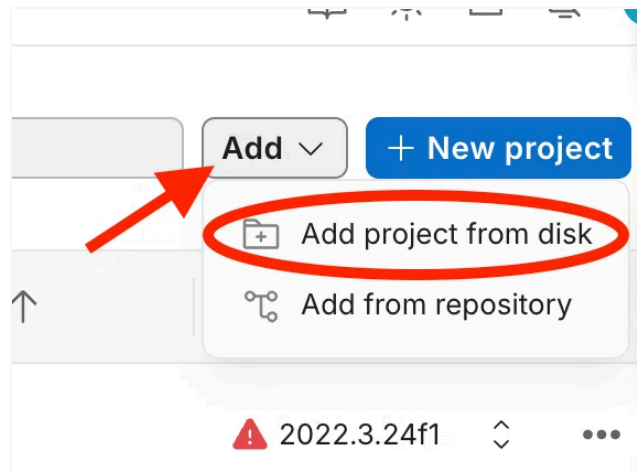 Add
+ New project
Add project from disk
Add from repository
2022.3.24f1